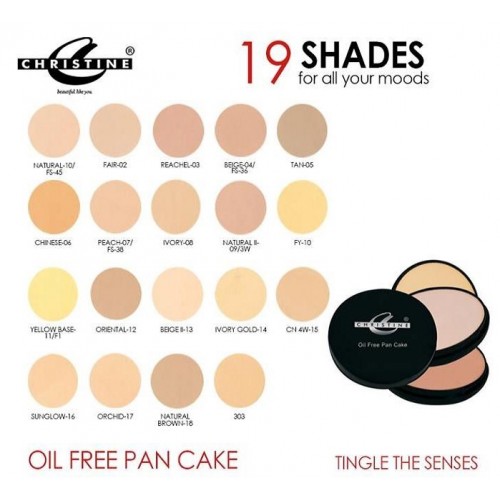 CHRISTINE®
beautiful like you
19 SHADES
for all your moods
NATURAL-10/
FS-45
FAIR-02
REACHEL-03
BEIGE-04/
FS-36
TAN-05
CHINESE-06
PEACH-07/
FS-38
IVORY-08
NATURAL II-
09/3W
FY-10
YELLOW BASE-
11/F1
ORIENTAL-12
BEIGE II-13
IVORY GOLD-14
CN 4W-15
SUNGLOW-16
ORCHID-17
NATURAL
BROWN-18
303
CHRISTINE
Oil Free Pan Cake
OIL FREE PAN CAKE
TINGLE THE SENSES